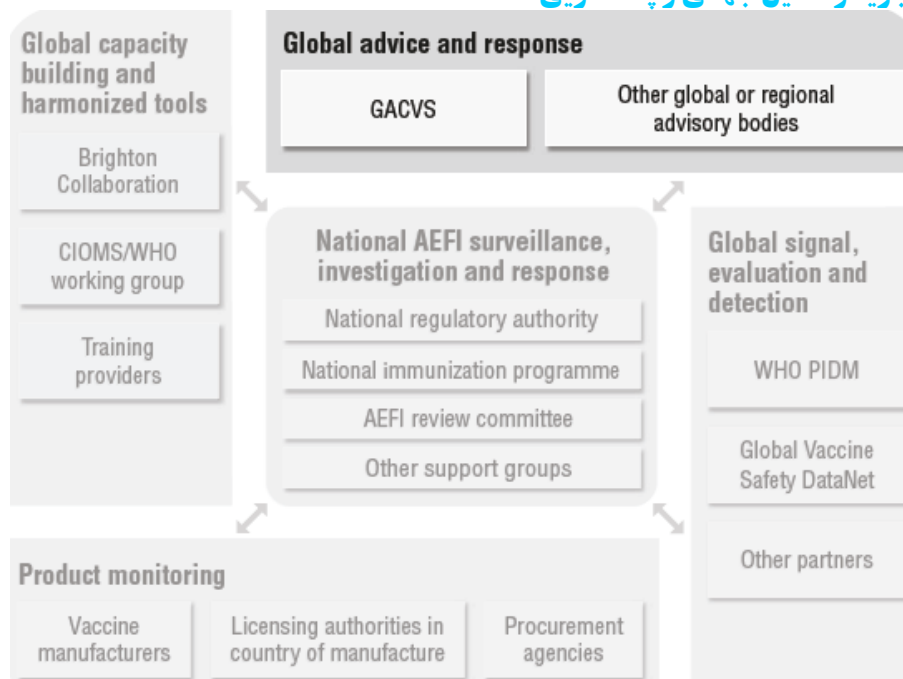 Global capacity
building and
harmonized tools
Brighton
Collaboration
CIOMS/WHO
working group
Training
providers
Global advice and response
GACVS
Other global or regional
advisory bodies
National AEFI surveillance,
investigation and response
National regulatory authority
National immunization programme
AEFI review committee
Other support groups
Global signal,
evaluation and
detection
WHO PIDM
Global Vaccine
Safety DataNet
Other partners
Product monitoring
Vaccine
manufacturers
Licensing authorities in
country of manufacture
Procurement
agencies